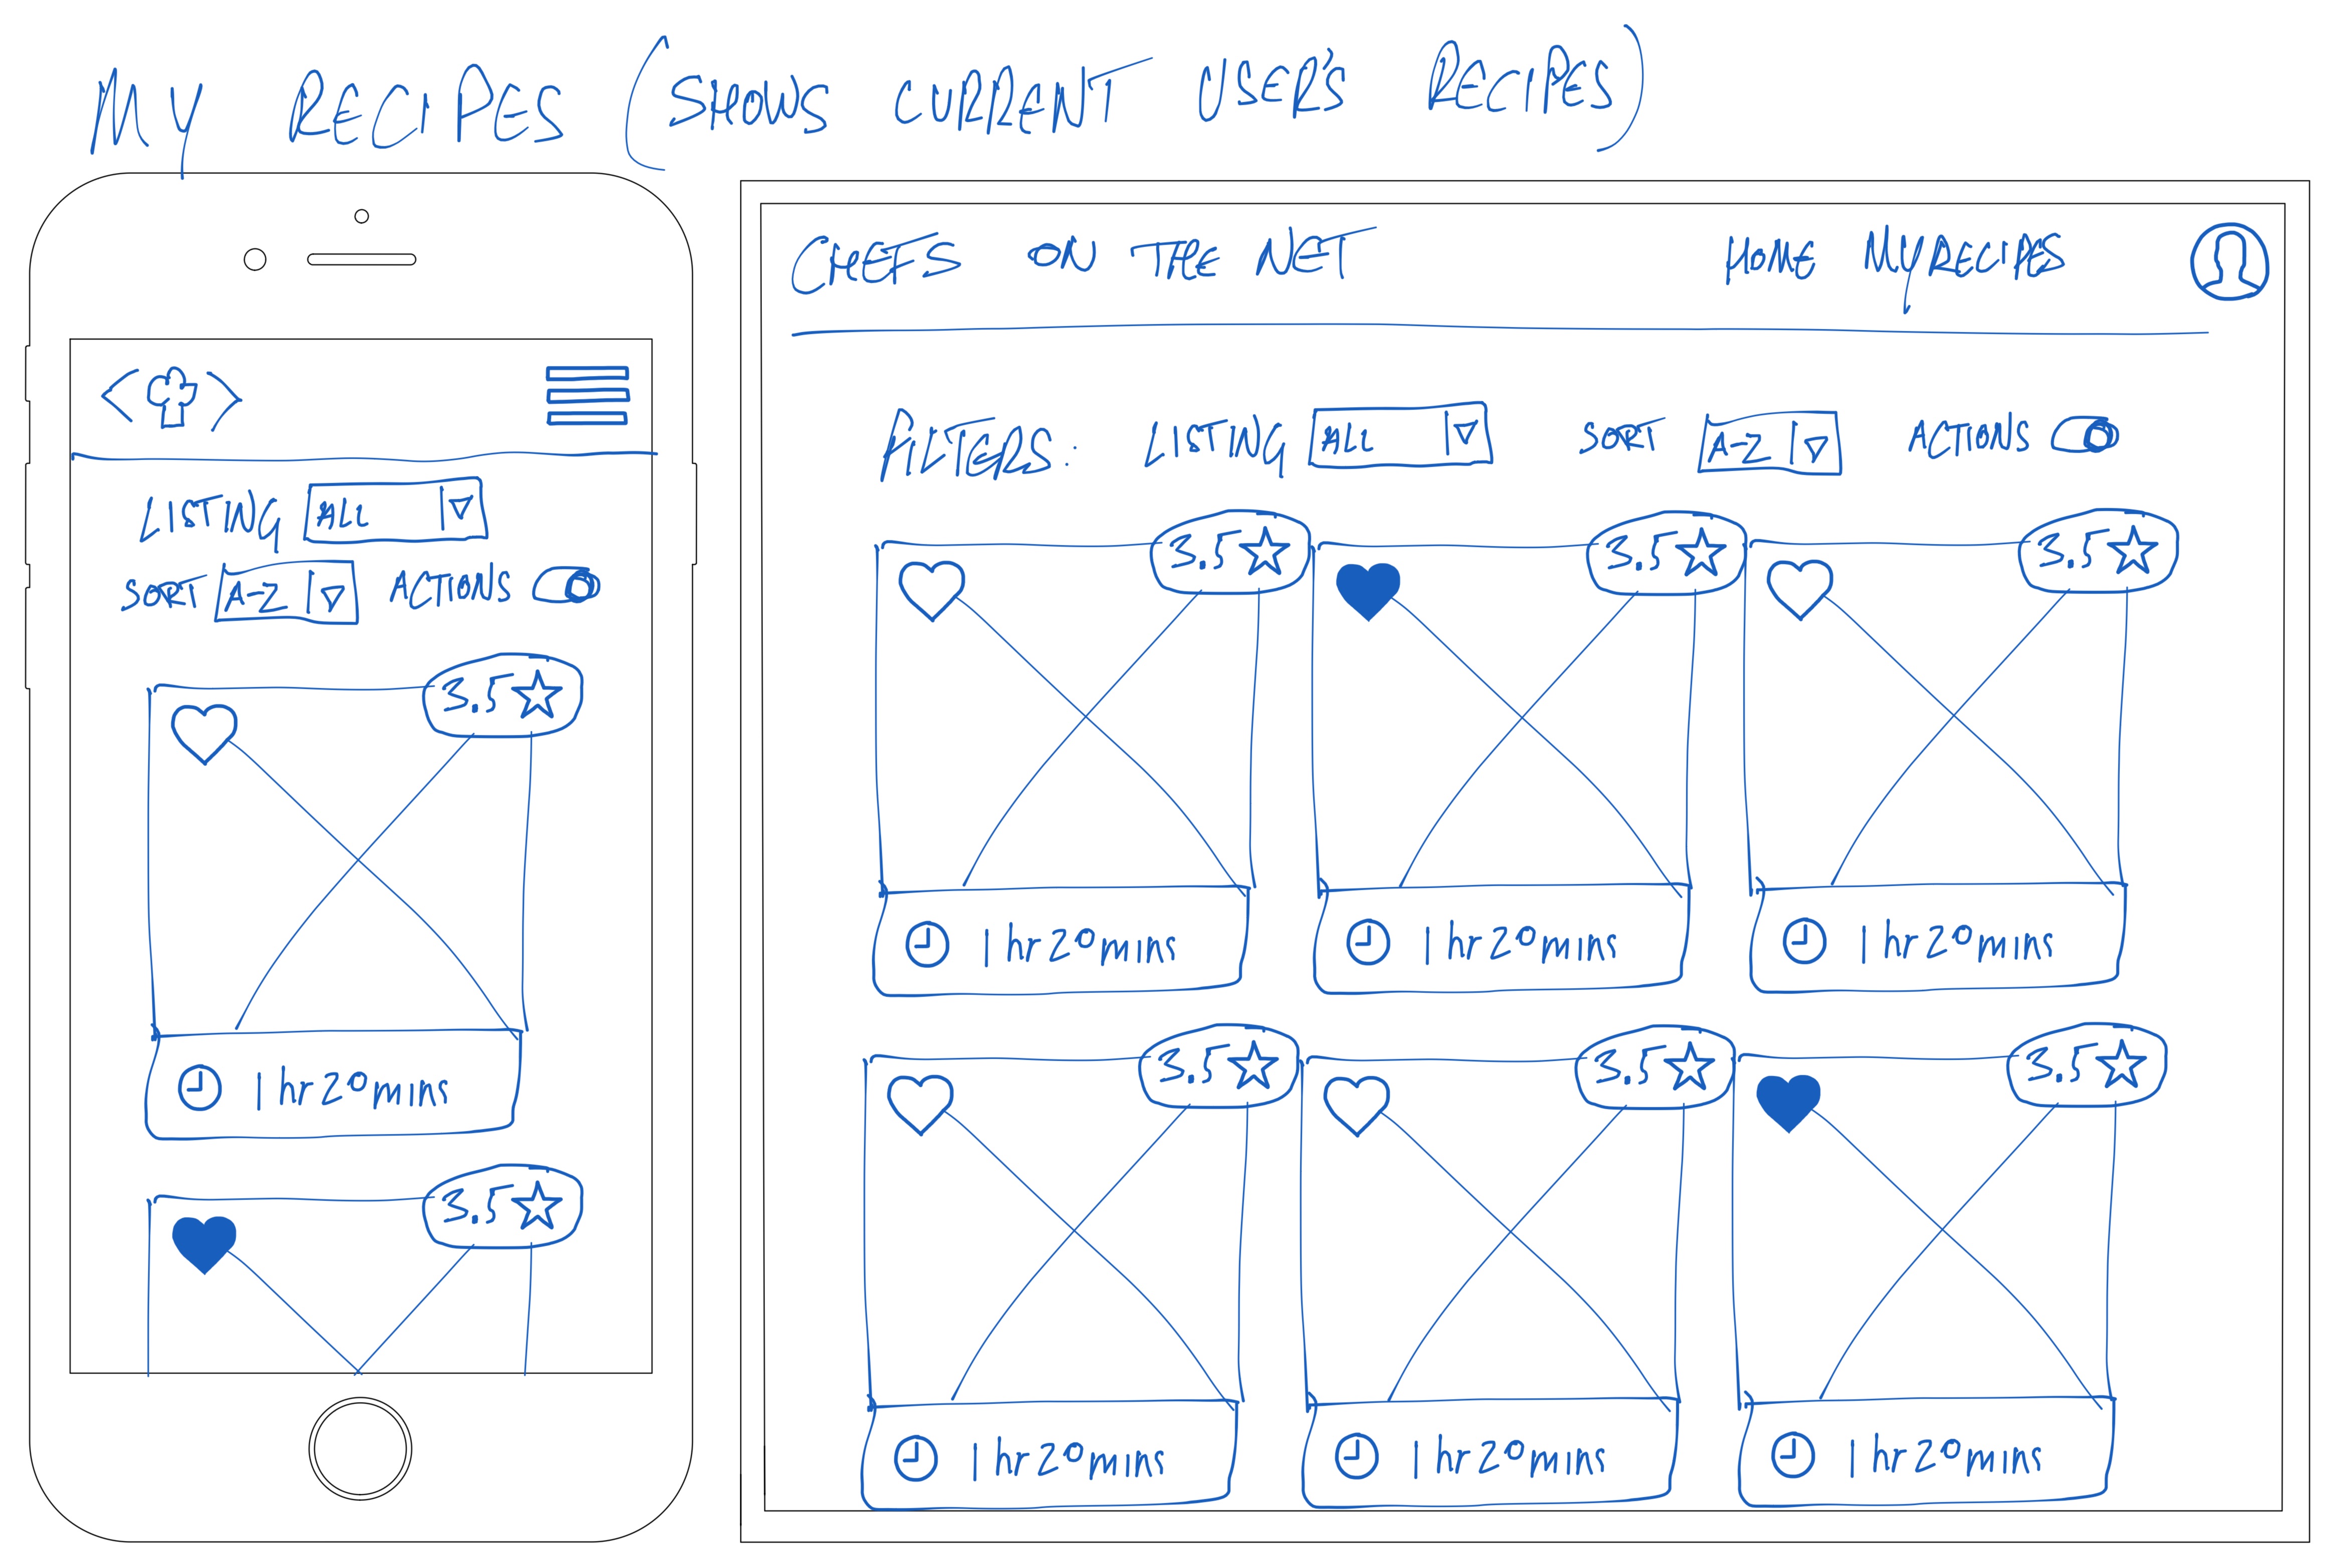 MY RECIPES (SHOWS CURRENT USER'S RECIPES)
LISTING ALL
SORT A-Z ACTIONS
3.5
1 hr 20 mins
3.5
CHEFS ON THE NET HOME MY RECIPES
FILTERS: LISTING ALL SORT A-Z ACTIONS
3.5 3.5 3.5
1 hr 20 mins 1 hr 20 mins 1 hr 20 mins
3.5 3.5 3.5
1 hr 20 mins 1 hr 20 mins 1 hr 20 mins